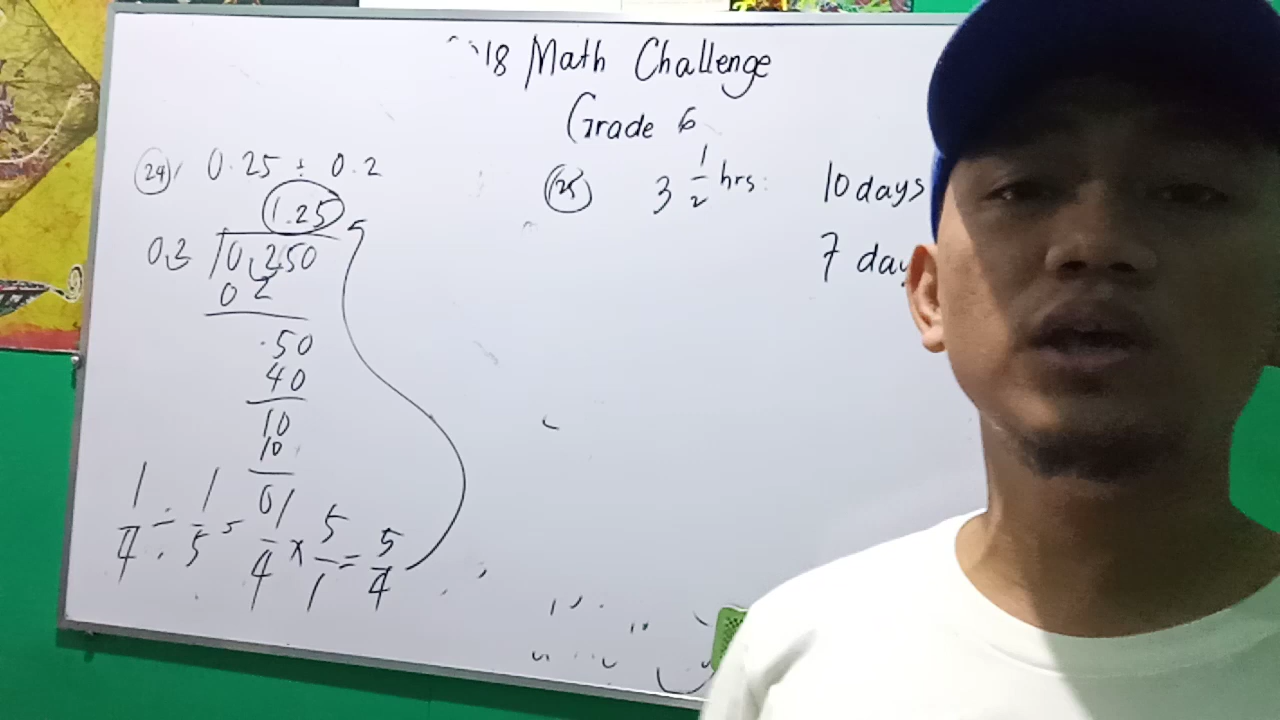 '18 Math Challenge
Grade 6
24) 0.25 ÷ 0.2
1.25
0.2 0.250
0 2
.50
40
10
10
0
1/4 ÷ 1/5 = 1/4 × 5/1 = 5/4
25 3 1/2 hrs: 10 days
7 day